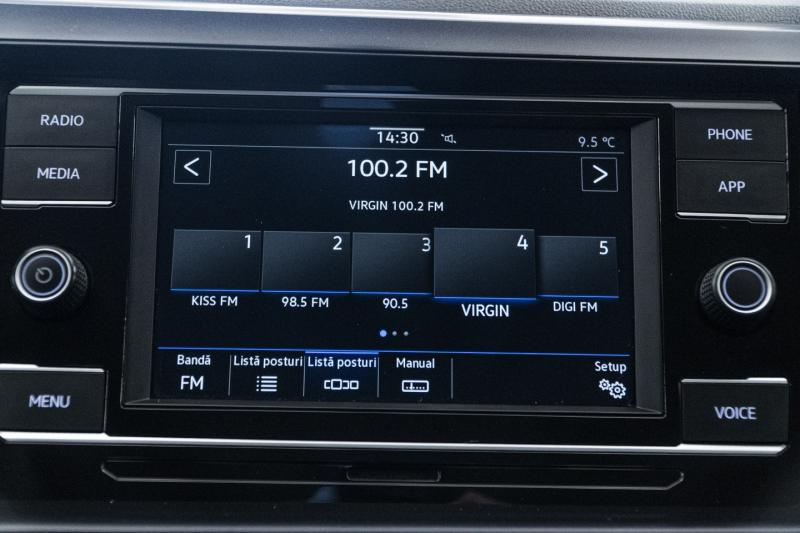 RADIO
MEDIA
MENU
14:30
9.5 °C
<
100.2 FM
>
VIRGIN 100.2 FM
1 2 3 4 5
KISS FM 98.5 FM 90.5 VIRGIN DIGI FM
Bandă Listă posturi Listă posturi Manual Setup
FM
PHONE
APP
VOICE